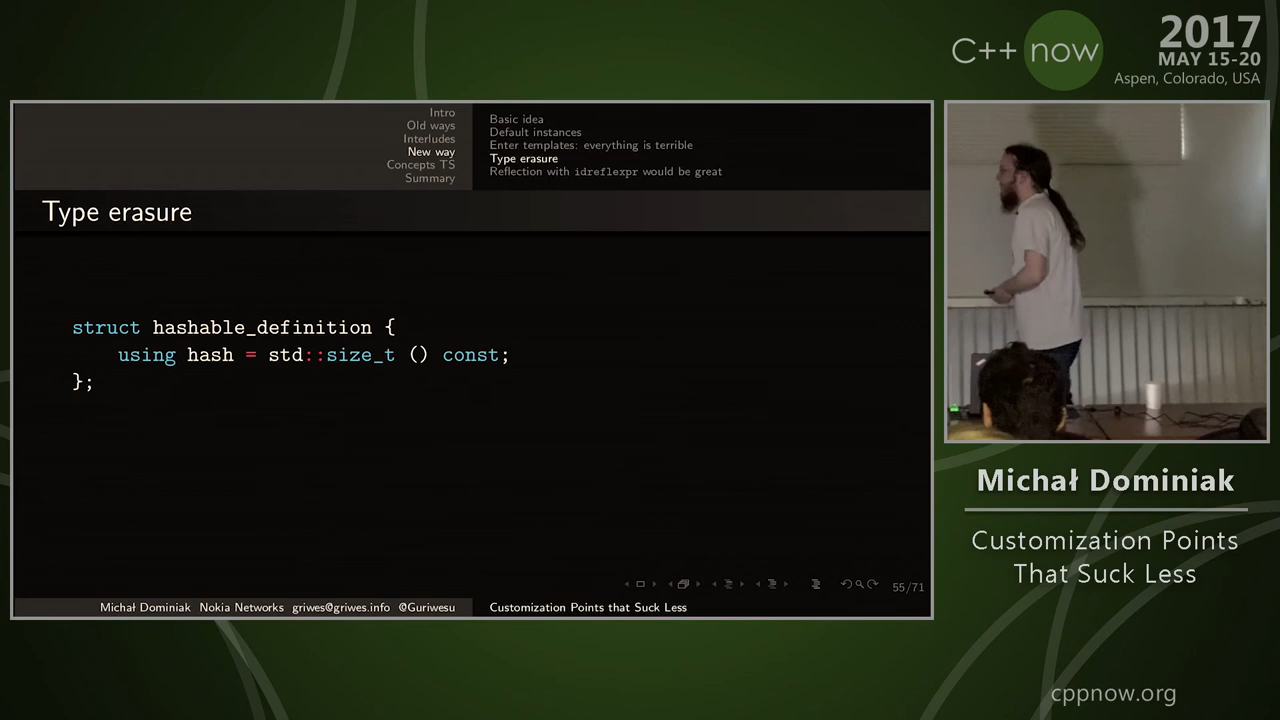 C++ now
2017
MAY 15-20
Aspen, Colorado, USA
Intro
Old ways
Interludes
New way
Concepts TS
Summary
Basic idea
Default instances
Enter templates: everything is terrible
Type erasure
Reflection with idreflexpr would be great
Type erasure
struct hashable_definition {
using hash = std::size_t () const;
};
55/71
Michał Dominiak Nokia Networks griwes@griwes.info @Guriwesu
Customization Points that Suck Less
Michał Dominiak
Customization Points
That Suck Less
cppnow.org